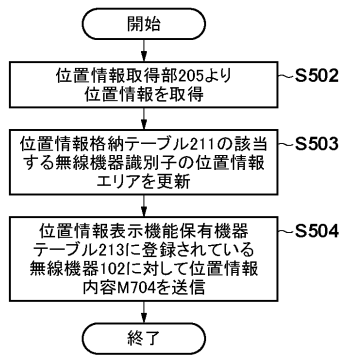 開始
位置情報取得部205より
位置情報を取得
S502
位置情報格納テーブル211の該当
する無線機器識別子の位置情報
エリアを更新
S503
位置情報表示機能保有機器
テーブル213に登録されている
無線機器102に対して位置情報
内容M704を送信
S504
終了